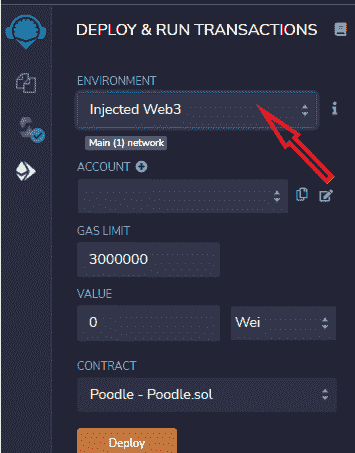 DEPLOY & RUN TRANSACTIONS
ENVIRONMENT
Injected Web3
Main (1) network
ACCOUNT
GAS LIMIT
3000000
VALUE
0 Wei
CONTRACT
Poodle - Poodle.sol
Deploy